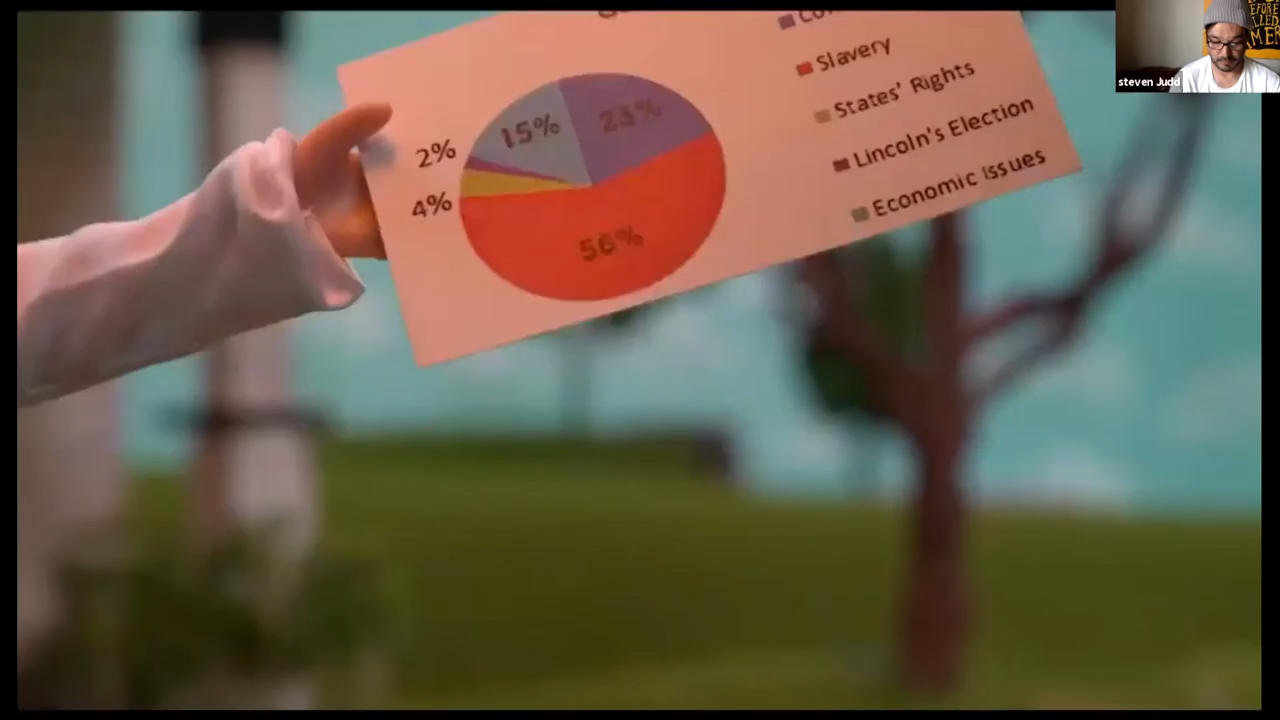 Slavery
States' Rights
Lincoln's Election
Economic Issues
2%
15%
23%
4%
56%
steven Judd